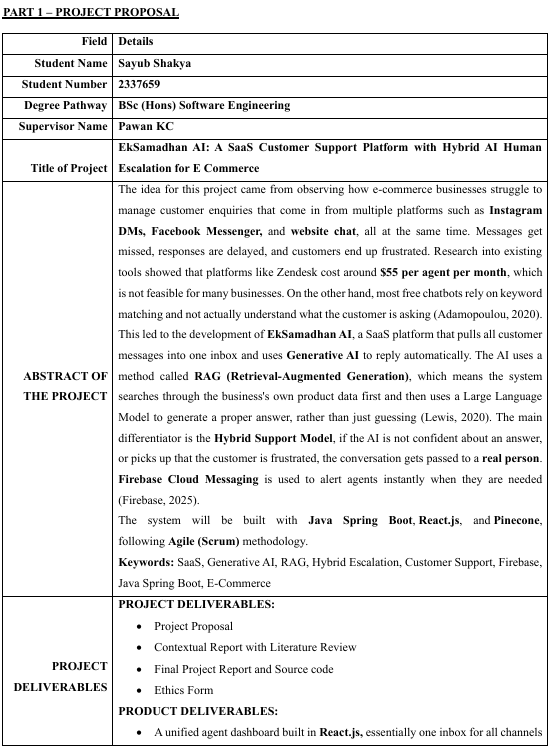 PART 1 – PROJECT PROPOSAL
Field Details
Student Name Sayub Shakya
Student Number 2337659
Degree Pathway BSc (Hons) Software Engineering
Supervisor Name Pawan KC
Title of Project
EkSamadhan AI: A SaaS Customer Support Platform with Hybrid AI Human
Escalation for E Commerce
ABSTRACT OF
THE PROJECT
The idea for this project came from observing how e-commerce businesses struggle to
manage customer enquiries that come in from multiple platforms such as Instagram
DMs, Facebook Messenger, and website chat, all at the same time. Messages get
missed, responses are delayed, and customers end up frustrated. Research into existing
tools showed that platforms like Zendesk cost around $55 per agent per month, which
is not feasible for many businesses. On the other hand, most free chatbots rely on keyword
matching and not actually understand what the customer is asking (Adamopoulou, 2020).
This led to the development of EkSamadhan AI, a SaaS platform that pulls all customer
messages into one inbox and uses Generative AI to reply automatically. The AI uses a
method called RAG (Retrieval-Augmented Generation), which means the system
searches through the business's own product data first and then uses a Large Language
Model to generate a proper answer, rather than just guessing (Lewis, 2020). The main
differentiator is the Hybrid Support Model, if the AI is not confident about an answer,
or picks up that the customer is frustrated, the conversation gets passed to a real person.
Firebase Cloud Messaging is used to alert agents instantly when they are needed
(Firebase, 2025).
The system will be built with Java Spring Boot, React.js, and Pinecone,
following Agile (Scrum) methodology.
Keywords: SaaS, Generative AI, RAG, Hybrid Escalation, Customer Support, Firebase,
Java Spring Boot, E-Commerce
PROJECT
DELIVERABLES
PROJECT DELIVERABLES:
• Project Proposal
• Contextual Report with Literature Review
• Final Project Report and Source code
• Ethics Form
PRODUCT DELIVERABLES:
• A unified agent dashboard built in React.js, essentially one inbox for all channels